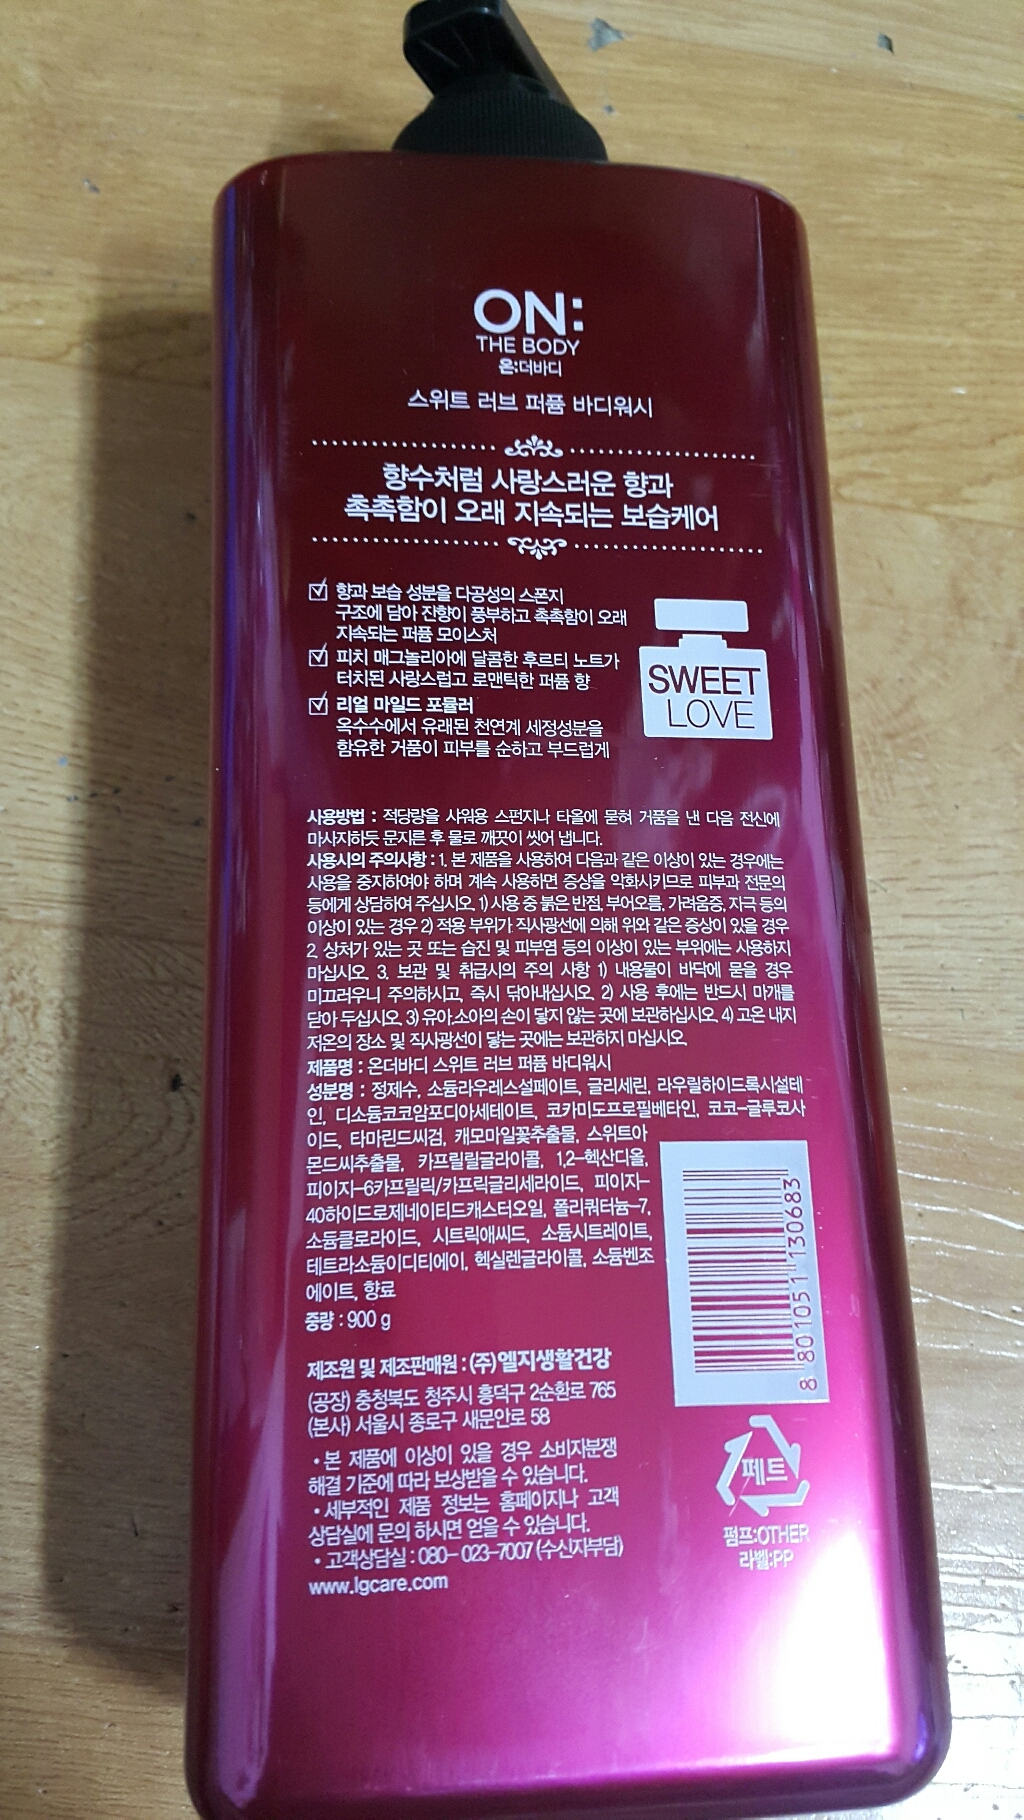 ON:
THE BODY
온:더바디
스위트 러브 퍼퓸 바디워시
향수처럼 사랑스러운 향과
촉촉함이 오래 지속되는 보습케어
향과 보습 성분을 다공성의 스폰지
구조에 담아 잔향이 풍부하고 촉촉함이 오래
지속되는 퍼퓸 모이스처
피치 매그놀리아에 달콤한 후르티 노트가
터치된 사랑스럽고 로맨틱한 퍼퓸 향
리얼 마일드 포뮬러
옥수수에서 유래된 천연계 세정성분을
함유한 거품이 피부를 순하고 부드럽게
SWEET
LOVE
사용방법 : 적당량을 샤워용 스펀지나 타올에 묻혀 거품을 낸 다음 전신에
마사지하듯 문지른 후 물로 깨끗이 씻어 냅니다.
사용시의 주의사항 : 1. 본 제품을 사용하여 다음과 같은 이상이 있는 경우에는
사용을 중지하여야 하며 계속 사용하면 증상을 악화시키므로 피부과 전문의
등에게 상담하여 주십시오. 1) 사용 중 붉은 반점, 부어오름, 가려움증, 자극 등의
이상이 있는 경우 2) 적용 부위가 직사광선에 의해 위와 같은 증상이 있을 경우
2. 상처가 있는 곳 또는 습진 및 피부염 등의 이상이 있는 부위에는 사용하지
마십시오. 3. 보관 및 취급시의 주의 사항 1) 내용물이 바닥에 묻을 경우
미끄러우니 주의하시고, 즉시 닦아내십시오. 2) 사용 후에는 반드시 마개를
닫아 두십시오. 3) 유아.소아의 손이 닿지 않는 곳에 보관하십시오. 4) 고온 내지
저온의 장소 및 직사광선이 닿는 곳에는 보관하지 마십시오.
제품명 : 온더바디 스위트 러브 퍼퓸 바디워시
성분명 : 정제수, 소듐라우레스설페이트, 글리세린, 라우릴하이드록시설테
인, 디소듐코코암포디아세테이트, 코카미도프로필베타인, 코코-글루코사
이드, 타마린드씨검, 캐모마일꽃추출물, 스위트아
몬드씨추출물, 카프릴릴글라이콜, 1,2-헥산디올,
피이지-6카프릴릭/카프릭글리세라이드, 피이지-
40하이드로제네이티드캐스터오일, 폴리쿼터늄-7,
소듐클로라이드, 시트릭애씨드, 소듐시트레이트,
테트라소듐이디티에이, 헥실렌글라이콜, 소듐벤조
에이트, 향료
중량 : 900 g
8 801051 130683
제조원 및 제조판매원 : (주)엘지생활건강
(공장) 충청북도 청주시 흥덕구 2순환로 765
(본사) 서울시 종로구 새문안로 58
• 본 제품에 이상이 있을 경우 소비자분쟁
해결 기준에 따라 보상받을 수 있습니다.
• 세부적인 제품 정보는 홈페이지나 고객
상담실에 문의 하시면 얻을 수 있습니다.
• 고객상담실 : 080- 023-7007 (수신자부담)
www.lgcare.com
페트
펌프:OTHER
라벨:PP